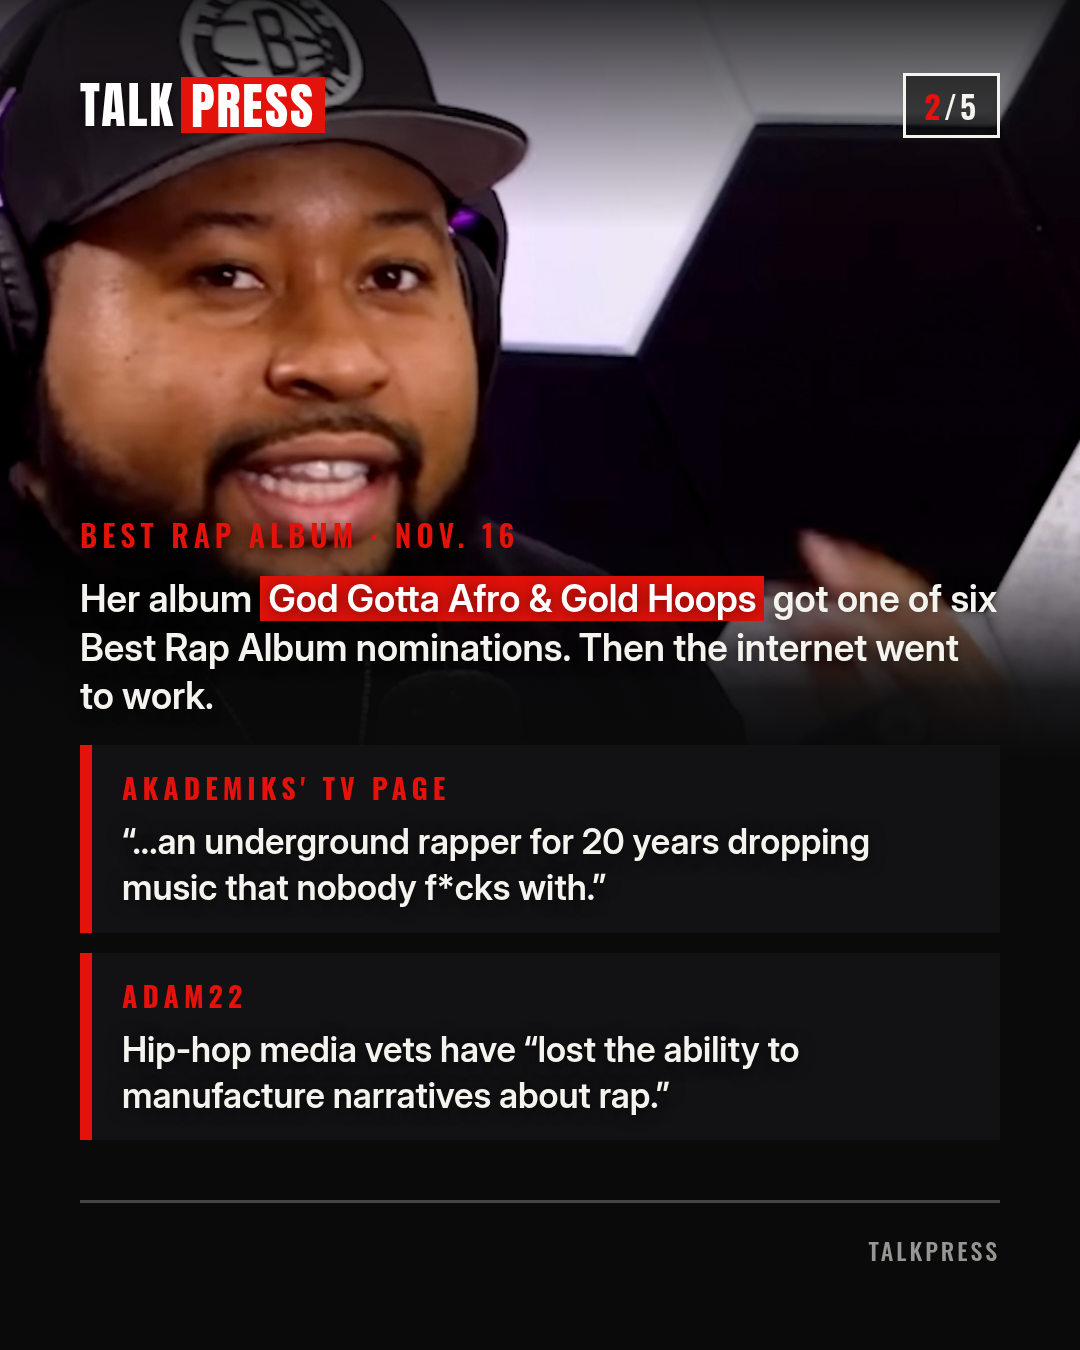 TALK PRESS
2/5
BEST RAP ALBUM · NOV. 16
Her album God Gotta Afro & Gold Hoops got one of six
Best Rap Album nominations. Then the internet went
to work.
AKADEMIKS' TV PAGE
“...an underground rapper for 20 years dropping
music that nobody f*cks with.”
ADAM22
Hip-hop media vets have “lost the ability to
manufacture narratives about rap.”
TALKPRESS